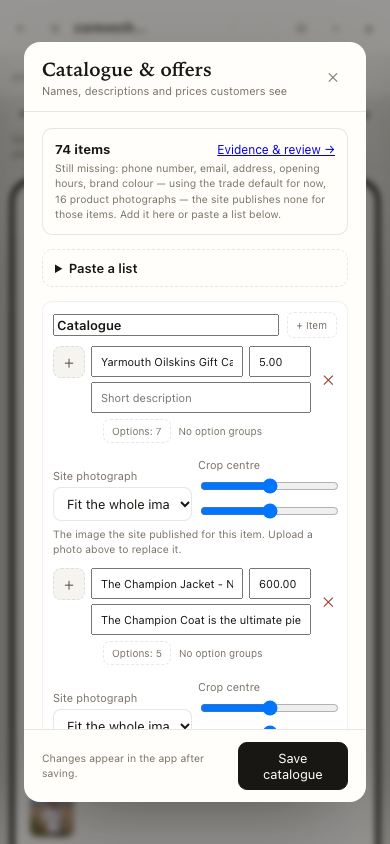 Catalogue & offers
Names, descriptions and prices customers see
74 items
Evidence & review →
Still missing: phone number, email, address, opening
hours, brand colour — using the trade default for now,
16 product photographs — the site publishes none for
those items. Add it here or paste a list below.
▶ Paste a list
Catalogue
+ Item
+
Yarmouth Oilskins Gift Ca
5.00
Short description
Options: 7
No option groups
Site photograph
Crop centre
Fit the whole ima
The image the site published for this item. Upload a
photo above to replace it.
+
The Champion Jacket - N
600.00
The Champion Coat is the ultimate pie
Options: 5
No option groups
Site photograph
Crop centre
Fit the whole ima
Changes appear in the app after
saving.
Save
catalogue